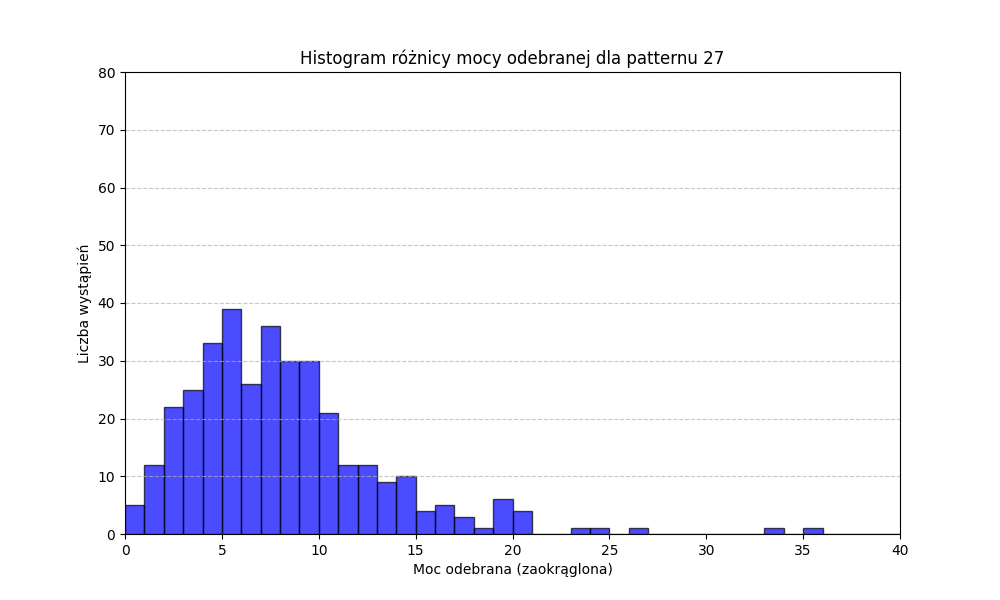 Histogram różnicy mocy odebranej dla patternu 27
80
70
60
50
40
30
20
10
0
Liczba wystąpień
0 5 10 15 20 25 30 35 40
Moc odebrana (zaokrąglona)